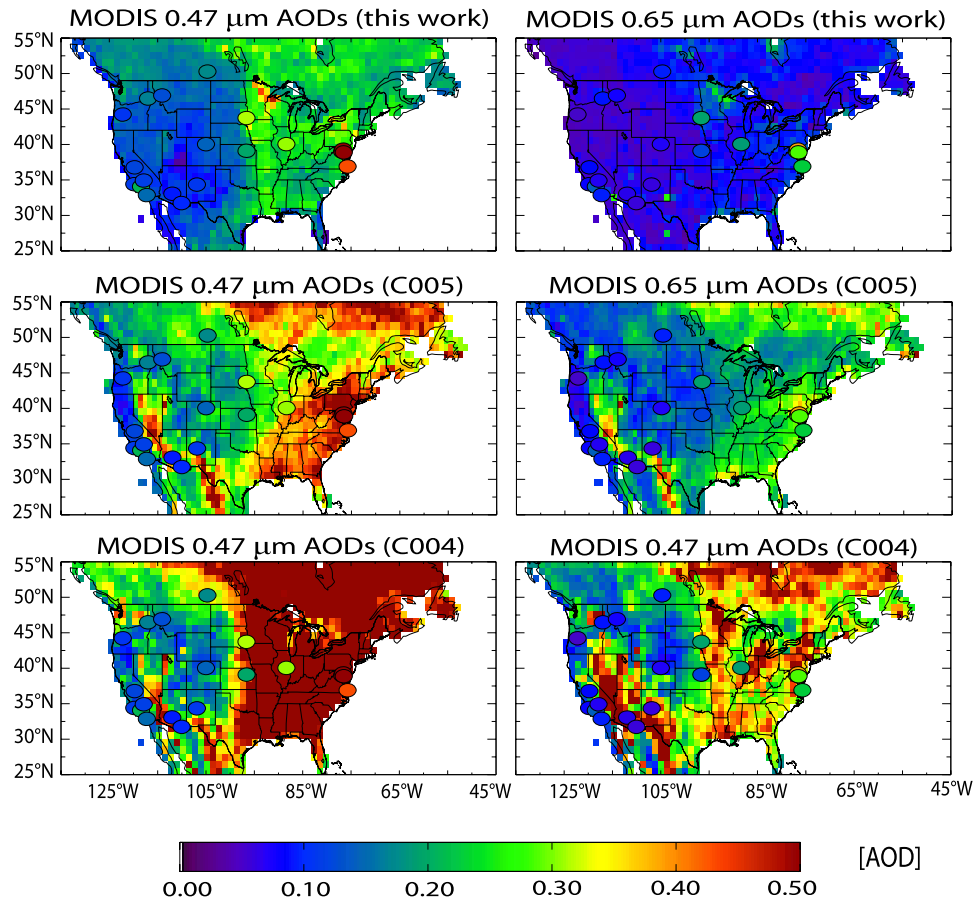 MODIS 0.47 μm AODs (this work) MODIS 0.65 μm AODs (this work)
55°N
50°N
45°N
40°N
35°N
30°N
25°N
MODIS 0.47 μm AODs (C005) MODIS 0.65 μm AODs (C005)
55°N
50°N
45°N
40°N
35°N
30°N
25°N
MODIS 0.47 μm AODs (C004) MODIS 0.47 μm AODs (C004)
55°N
50°N
45°N
40°N
35°N
30°N
25°N
125°W 105°W 85°W 45°W 125°W 105°W 85°W 45°W
[AOD]
0.00 0.10 0.20 0.30 0.40 0.50